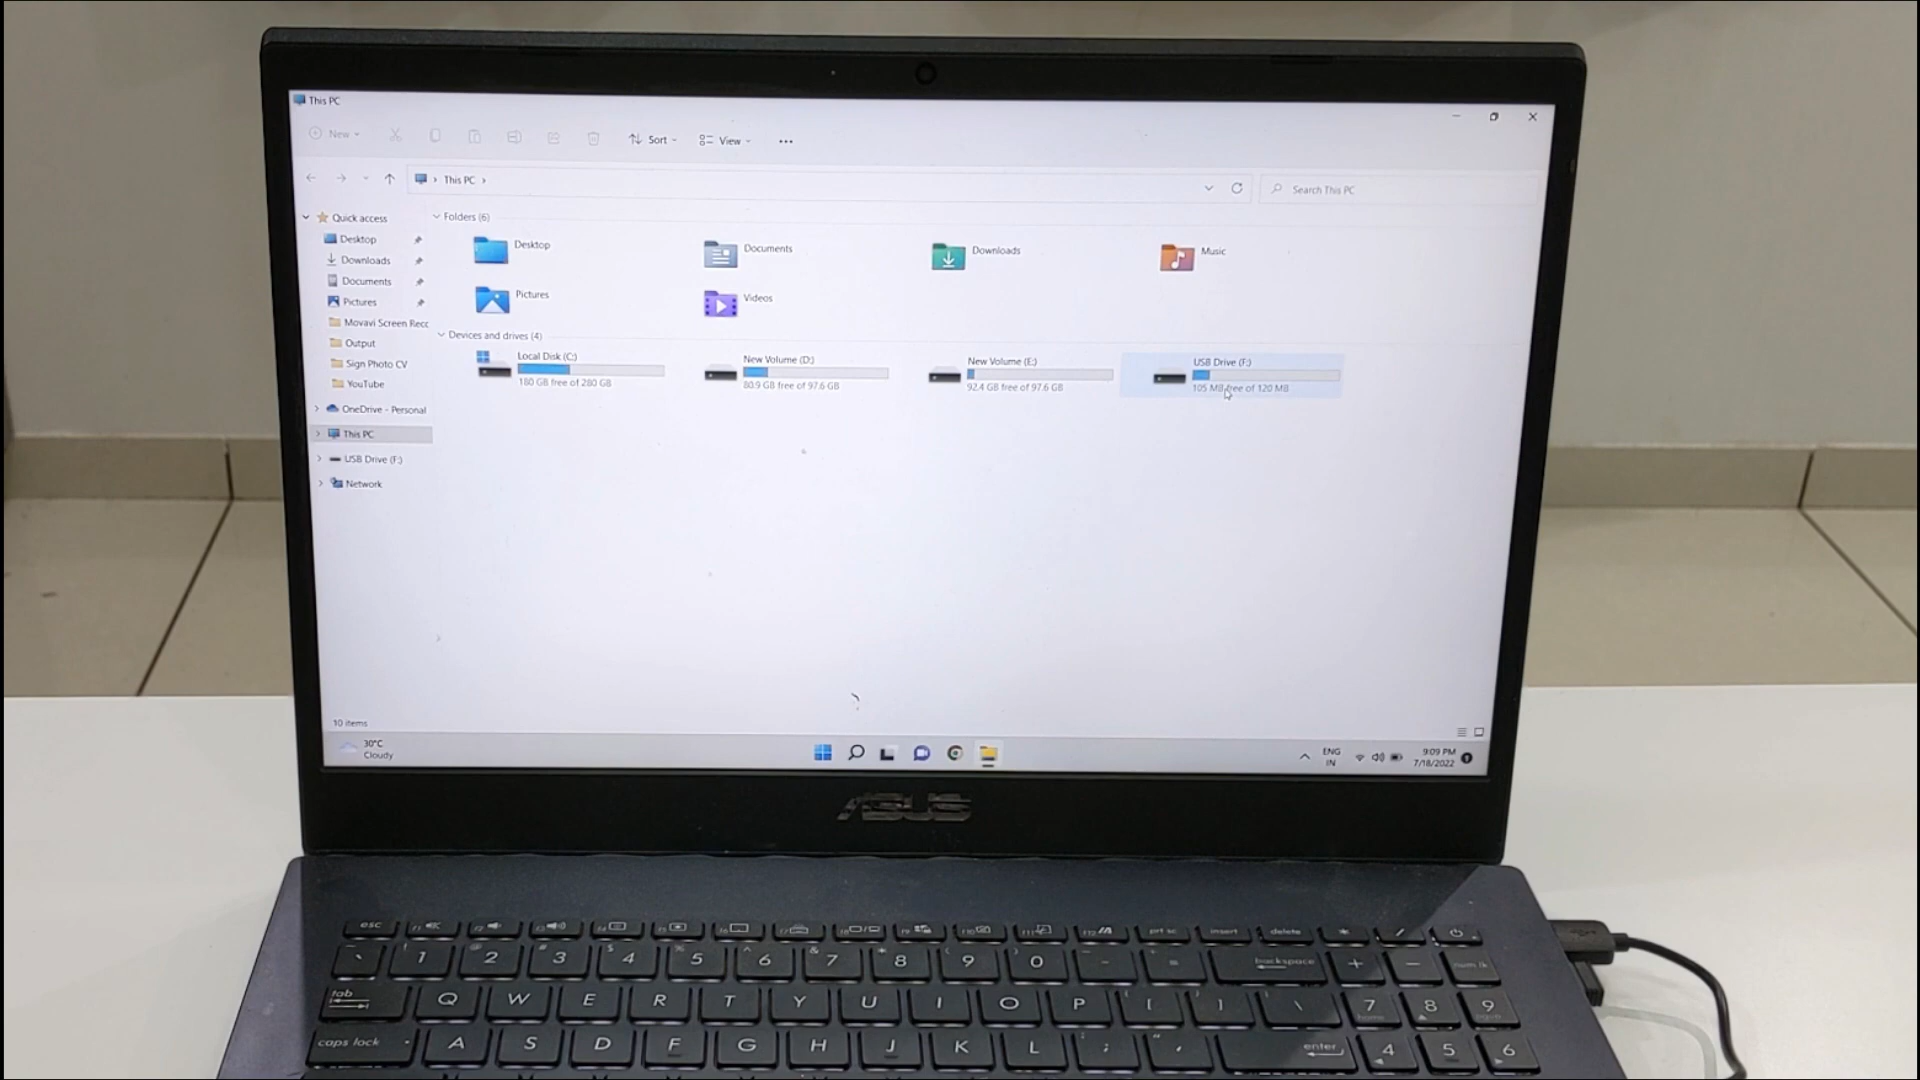 This PC
New
Sort
View
This PC
Search This PC
Quick access
Desktop
Downloads
Documents
Pictures
Movavi Screen Recc
Output
Sign Photo CV
YouTube
OneDrive - Personal
This PC
USB Drive (F:)
Network
Folders (6)
Desktop
Documents
Downloads
Music
Pictures
Videos
Devices and drives (4)
Local Disk (C:)
180 GB free of 280 GB
New Volume (D:)
80.9 GB free of 97.6 GB
New Volume (E:)
92.4 GB free of 97.6 GB
USB Drive (F:)
105 MB free of 120 MB
10 items
30°C
Cloudy
ENG
IN
9:09 PM
7/18/2022
ASUS
esc prt sc insert delete
1 2 3 4 5 6 7 8 9 0 - = backspace + - num lk
tab Q W E R T Y U I O P [ ] \ 7 8 9
home
caps lock A S D F G H J K L ; enter 4 5 6